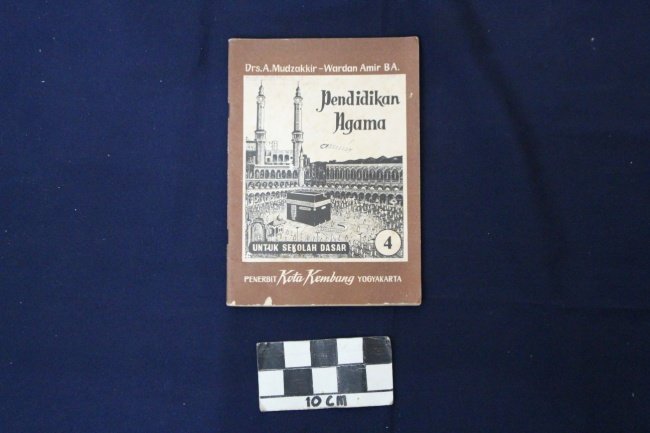 Drs. A. Mudzakkir - Wardan Amir B.A.
Pendidikan
Agama
UNTUK SEKOLAH DASAR
4
PENERBIT Kota Kembang YOGYAKARTA
10 CM